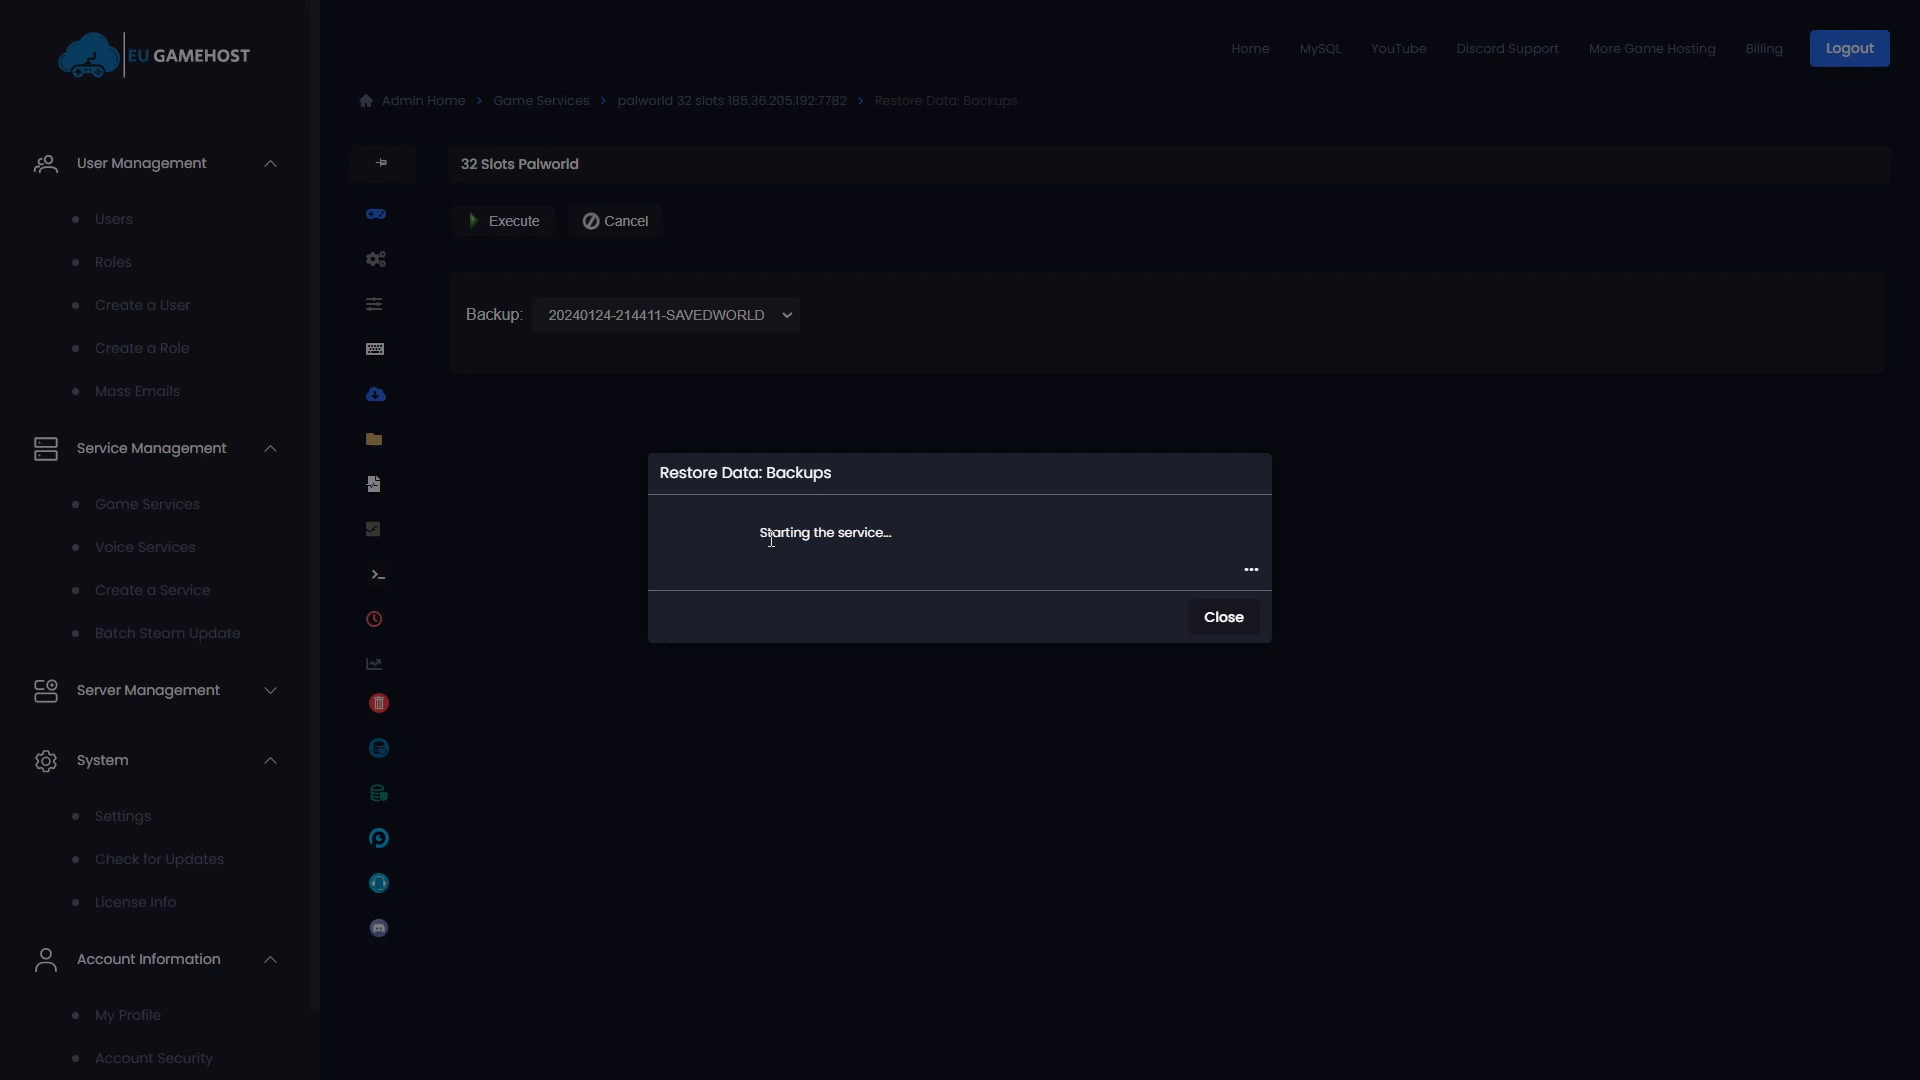 EU GAMEHOST
Home
MySQL
YouTube
Discord Support
More Game Hosting
Billing
Logout
Admin Home > Game Services > palworld 32 slots 185.36.205.192:7782 > Restore Data: Backups
User Management
Users
Roles
Create a User
Create a Role
Mass Emails
Service Management
Game Services
Voice Services
Create a Service
Batch Steam Update
Server Management
System
Settings
Check for Updates
License Info
Account Information
My Profile
Account Security
32 Slots Palworld
Execute
Cancel
Backup: 20240124-214411-SAVEDWORLD
Restore Data: Backups
Starting the service...
Close